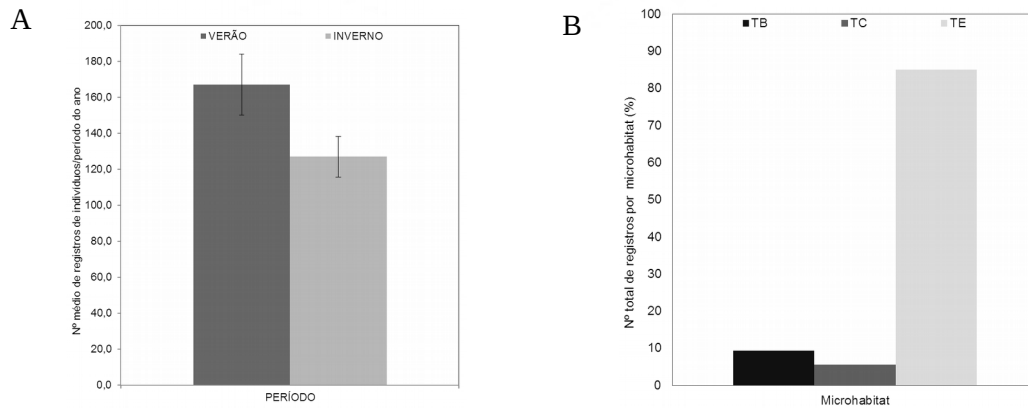 A
Nº médio de registros de indivíduos/periodo do ano
200,0
180,0
160,0
140,0
120,0
100,0
80,0
60,0
40,0
20,0
0,0
VERÃO INVERNO
PERÍODO
B
Nº total de registros por microhabitat (%)
100
90
80
70
60
50
40
30
20
10
0
TB TC TE
Microhabitat